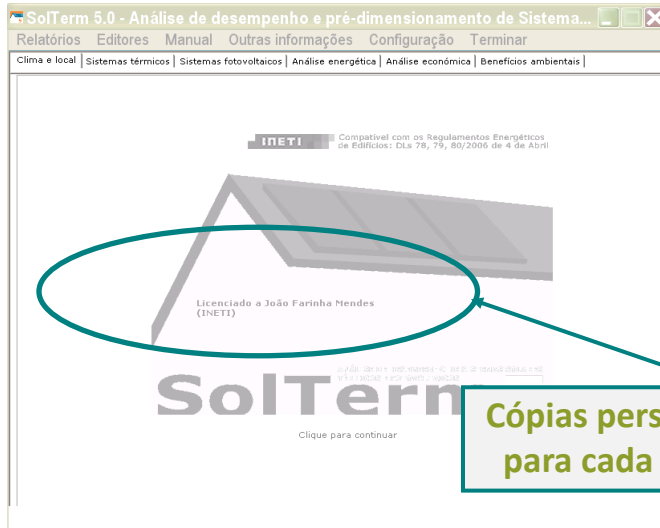 SolTerm 5.0 - Análise de desempenho e pré-dimensionamento de Sistema...
Relatórios Editores Manual Outras informações Configuração Terminar
Clima e local | Sistemas térmicos | Sistemas fotovoltaicos | Análise energética | Análise económica | Benefícios ambientais |
INETI
Compatível com os Regulamentos Energéticos
de Edifícios: DLs 78, 79, 80/2006 de 4 de Abril
Licenciado a João Farinha Mendes
(INETI)
SolTerm
Clique para continuar
Cópias pers
para cada